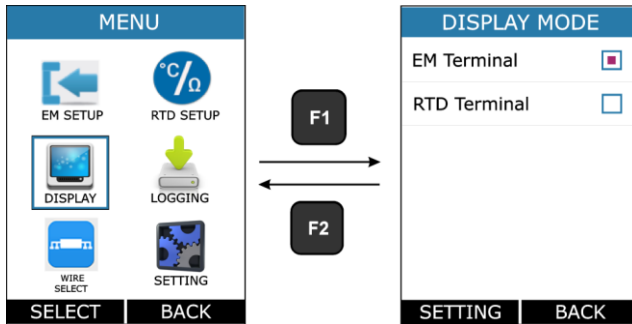 MENU
EM SETUP
°C/Ω
RTD SETUP
DISPLAY
LOGGING
WIRE
SELECT
SETTING
SELECT
BACK
F1
F2
DISPLAY MODE
EM Terminal
RTD Terminal
SETTING
BACK